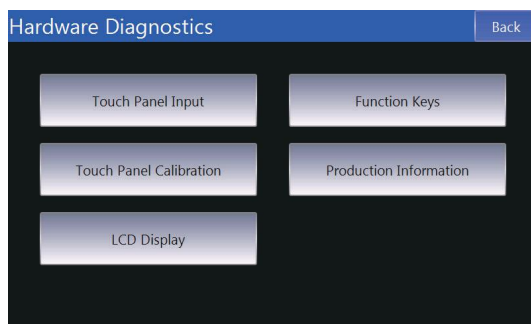 Hardware Diagnostics Back
Touch Panel Input Function Keys
Touch Panel Calibration Production Information
LCD Display